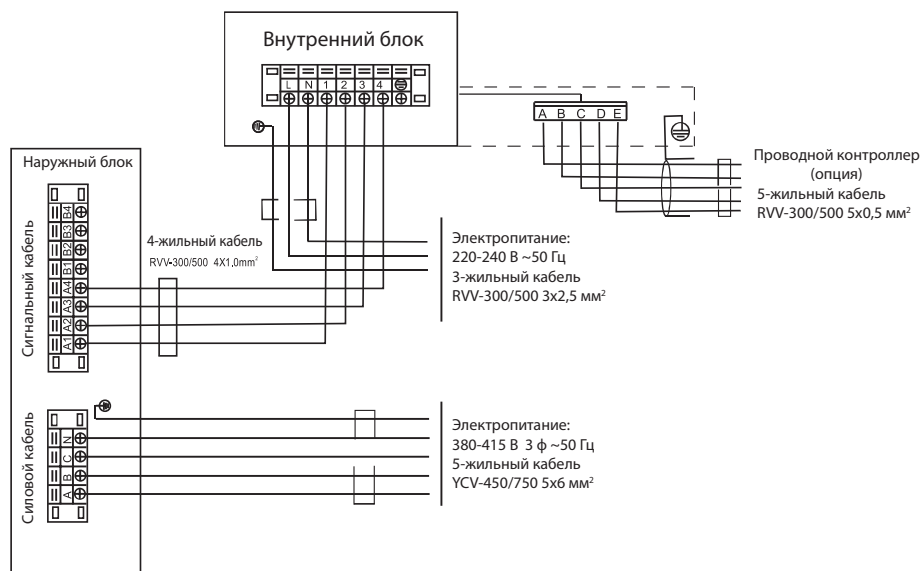 Внутренний блок
L N 1 2 3 4
A B C D E
Проводной контроллер
(опция)
5-жильный кабель
RVV-300/500 5x0,5 мм²
Наружный блок
Сигнальный кабель
B4
B3
B2
B1
A4
A3
A2
A1
4-жильный кабель
RVV-300/500 4X1.0mm²
Электропитание:
220-240 В ~50 Гц
3-жильный кабель
RVV-300/500 3x2,5 мм²
Силовой кабель
N
C
B
A
Электропитание:
380-415 В 3 ф ~50 Гц
5-жильный кабель
YCV-450/750 5x6 мм²